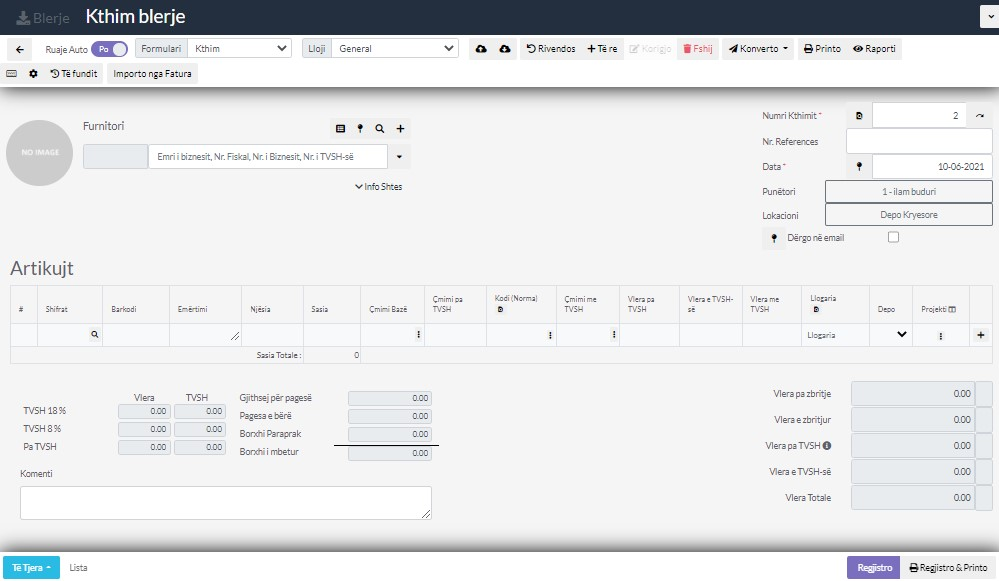 Blerje Kthim blerje
Ruaje Auto Po Formulari Kthim Lloji General Rivendos Të re Korigjo Fshij Konverto Printo Raporti
Të fundit Importo nga Fatura
NO IMAGE
Furnitori
Emri i biznesit, Nr. Fiskal, Nr. i Biznesit, Nr. i TVSH-së
Info Shtes
Numri Kthimit * 2
Nr. References
Data * 10-06-2021
Punëtori 1 - ilam buduri
Lokacioni Depo Kryesore
Dërgo në email
Artikujt
# Shifrat Barkodi Emërtimi Njësia Sasia Çmimi Bazë Çmimi pa TVSH Kodi (Norma) Çmimi me TVSH Vlera pa TVSH Vlera e TVSH-së Vlera me TVSH Llogaria Depo Projekti
Llogaria
Sasia Totale : 0
Vlera TVSH
TVSH 18 % 0.00 0.00
TVSH 8 % 0.00 0.00
Pa TVSH 0.00 0.00
Gjithsej për pagesë 0.00
Pagesa e bërë 0.00
Borxhi Paraprak 0.00
Borxhi i mbetur 0.00
Komenti
Vlera pa zbritje 0.00
Vlera e zbritjur 0.00
Vlera pa TVSH 0.00
Vlera e TVSH-së 0.00
Vlera Totale 0.00
Të Tjera Lista Regjistro Regjistro & Printo